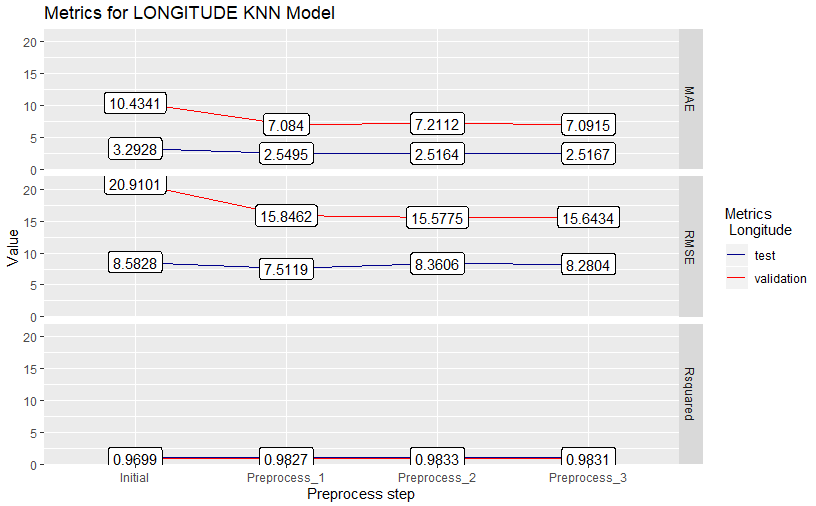 Metrics for LONGITUDE KNN Model
20
15
10
5
0
10.4341
7.084
7.2112
7.0915
3.2928
2.5495
2.5164
2.5167
MAE
20
15
10
5
0
20.9101
15.8462
15.5775
15.6434
8.5828
7.5119
8.3606
8.2804
RMSE
20
15
10
5
0
0.9699
0.9827
0.9833
0.9831
Rsquared
Value
Initial
Preprocess_1
Preprocess_2
Preprocess_3
Preprocess step
Metrics
Longitude
test
validation